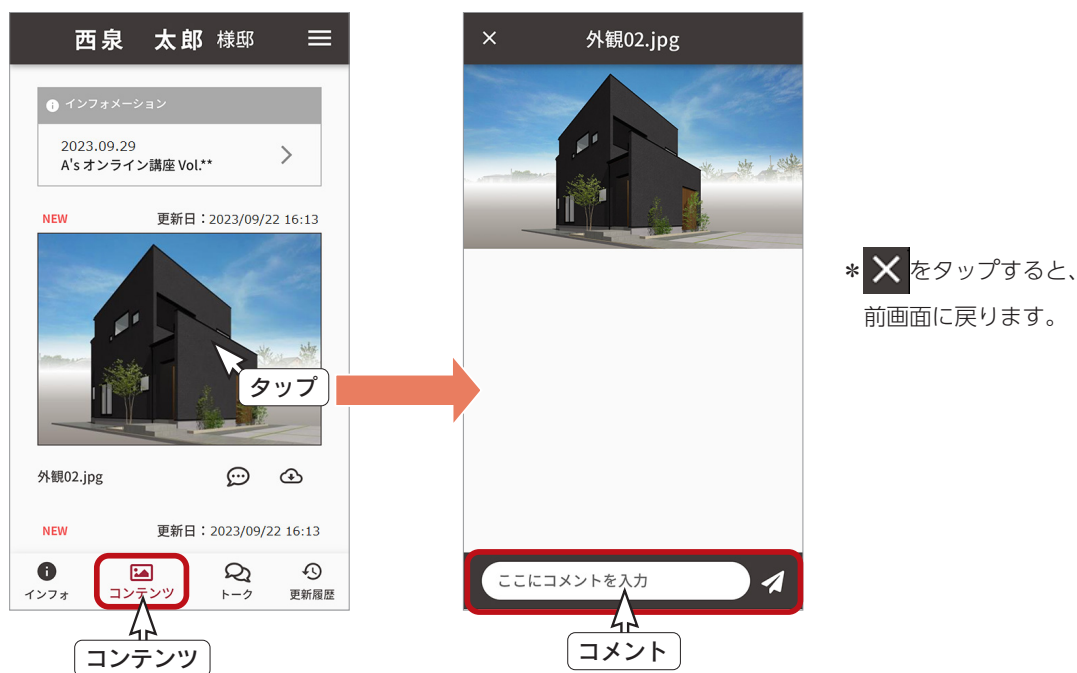 西泉 太郎 様邸
インフォメーション
2023.09.29
A's オンライン講座 Vol.**
NEW 更新日：2023/09/22 16:13
タップ
外観02.jpg
NEW 更新日：2023/09/22 16:13
インフォ コンテンツ トーク 更新履歴
コンテンツ
× 外観02.jpg
ここにコメントを入力
コメント
＊×をタップすると、
前画面に戻ります。